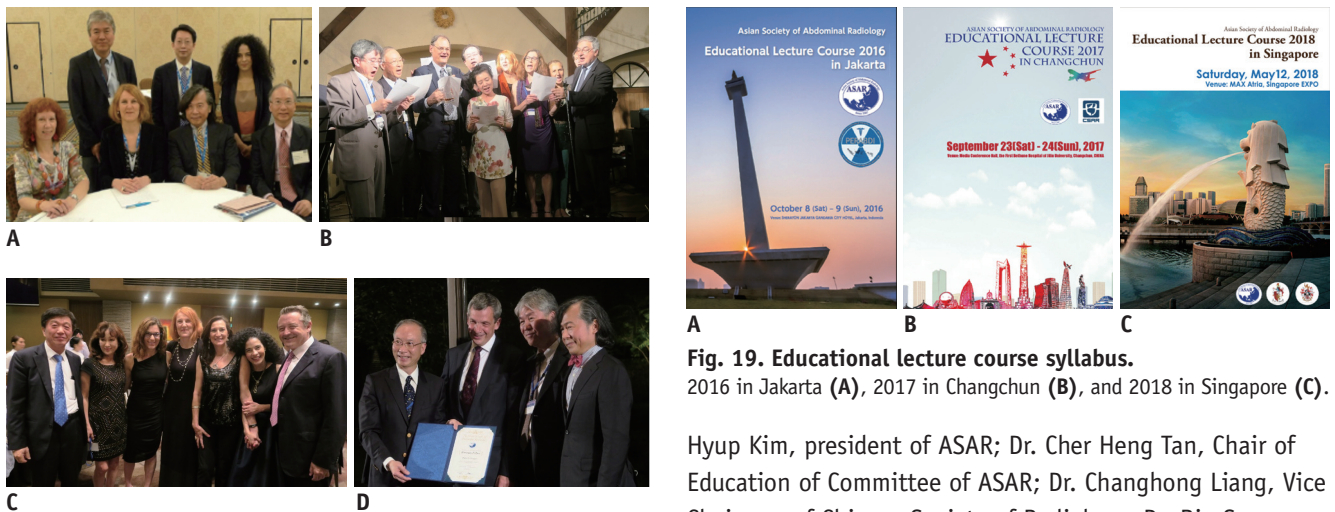 A
B
C
D
Asian Society of Abdominal Radiology
Educational Lecture Course 2016
in Jakarta
ASAR
October 8 (Sat) – 9 (Sun), 2016
A
ASIAN SOCIETY OF ABDOMINAL RADIOLOGY
EDUCATIONAL LECTURE
COURSE 2017
IN CHANGCHUN
ASAR
September 23(Sat) - 24(Sun), 2017
B
Asian Society of Abdominal Radiology
Educational Lecture Course 2018
in Singapore
Saturday, May12, 2018
Venue: MAX Atria, Singapore EXPO
ASAR
C
Fig. 19. Educational lecture course syllabus.
2016 in Jakarta (A), 2017 in Changchun (B), and 2018 in Singapore (C).
Hyup Kim, president of ASAR; Dr. Cher Heng Tan, Chair of
Education of Committee of ASAR; Dr. Changhong Liang, Vice